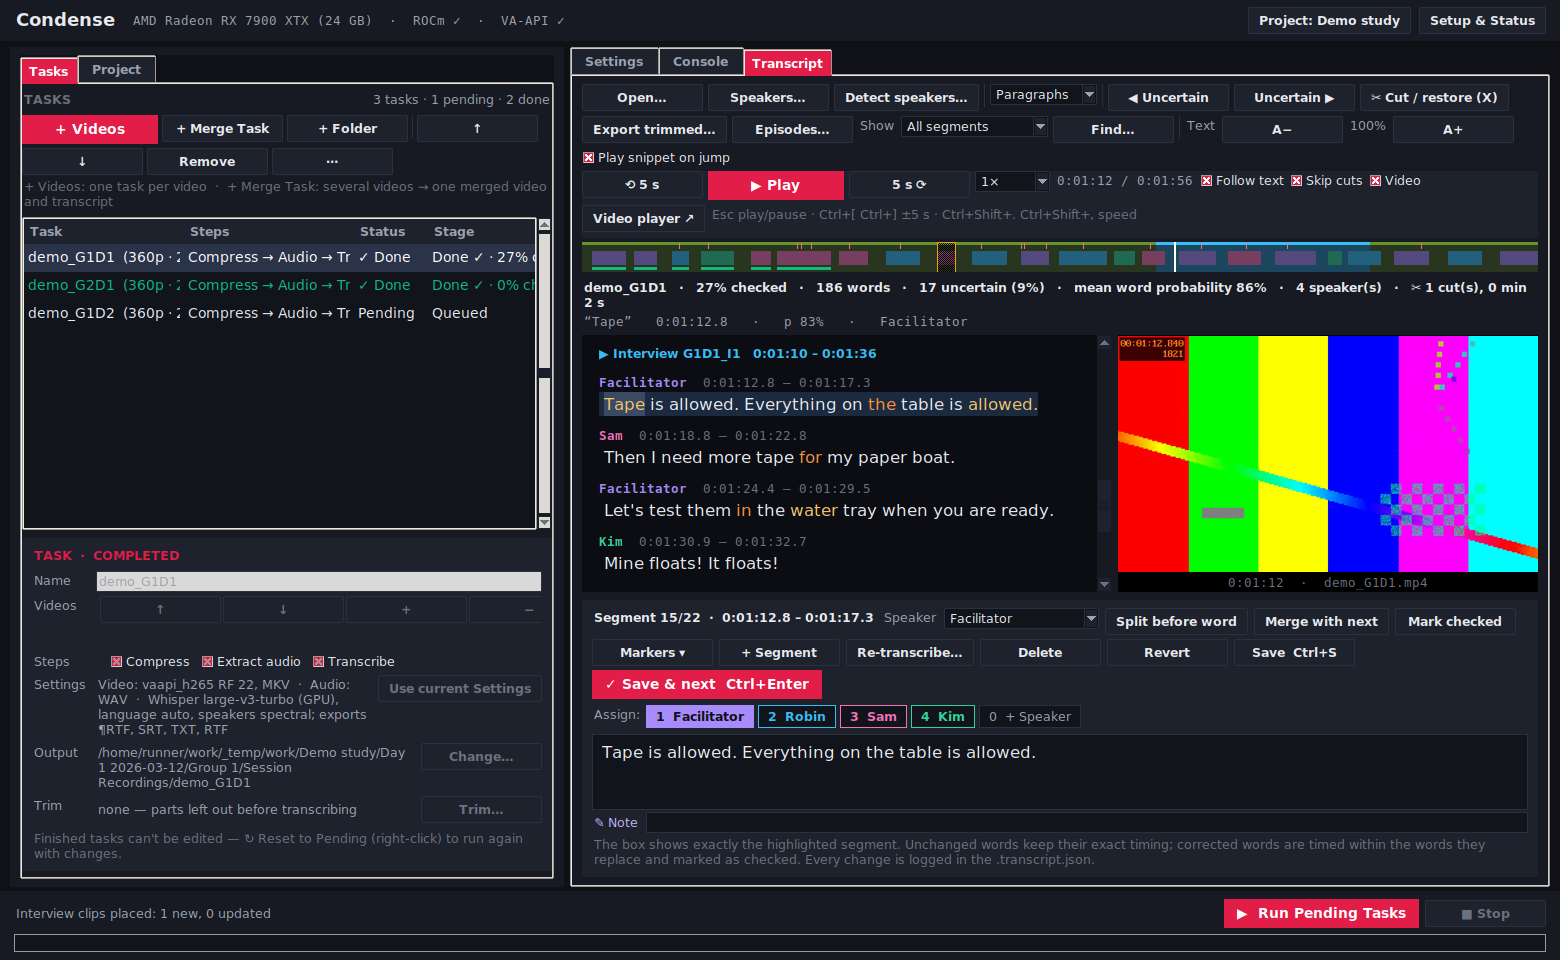 Condense AMD Radeon RX 7900 XTX (24 GB) · ROCm ✓ · VA-API ✓ Project: Demo study Setup & Status
Tasks Project
TASKS 3 tasks · 1 pending · 2 done
+ Videos + Merge Task + Folder ↑
↓ Remove ⋯
+ Videos: one task per video · + Merge Task: several videos → one merged video
and transcript
Task Steps Status Stage
demo_G1D1 (360p · 2 Compress → Audio → Tr ✓ Done Done ✓ · 27% c
demo_G2D1 (360p · 2 Compress → Audio → Tr ✓ Done Done ✓ · 0% ch
demo_G1D2 (360p · 2 Compress → Audio → Tr Pending Queued
TASK · COMPLETED
Name demo_G1D1
Videos ↑ ↓ + −
Steps Compress Extract audio Transcribe
Settings Video: vaapi_h265 RF 22, MKV · Audio:
WAV · Whisper large-v3-turbo (GPU),
language auto, speakers spectral; exports
¶RTF, SRT, TXT, RTF
Use current Settings
Output /home/runner/work/_temp/work/Demo study/Day
1 2026-03-12/Group 1/Session
Recordings/demo_G1D1
Change…
Trim none — parts left out before transcribing Trim…
Finished tasks can't be edited — ↻ Reset to Pending (right-click) to run again
with changes.
Settings Console Transcript
Open… Speakers… Detect speakers… Paragraphs ◀ Uncertain Uncertain ▶ ✂ Cut / restore (X)
Export trimmed… Episodes… Show All segments Find… Text A− 100% A+
Play snippet on jump
⟲ 5 s ▶ Play 5 s ⟳ 1× 0:01:12 / 0:01:56 Follow text Skip cuts Video
Video player ↗ Esc play/pause · Ctrl+[ Ctrl+] ±5 s · Ctrl+Shift+. Ctrl+Shift+, speed
demo_G1D1 · 27% checked · 186 words · 17 uncertain (9%) · mean word probability 86% · 4 speaker(s) · ✂ 1 cut(s), 0 min
2 s
“Tape” 0:01:12.8 · p 83% · Facilitator
▶ Interview G1D1_I1 0:01:10 – 0:01:36
Facilitator 0:01:12.8 – 0:01:17.3
Tape is allowed. Everything on the table is allowed.
Sam 0:01:18.8 – 0:01:22.8
Then I need more tape for my paper boat.
Facilitator 0:01:24.4 – 0:01:29.5
Let's test them in the water tray when you are ready.
Kim 0:01:30.9 – 0:01:32.7
Mine floats! It floats!
00:01:12.840
1821
0:01:12 · demo_G1D1.mp4
Segment 15/22 · 0:01:12.8 – 0:01:17.3 Speaker Facilitator Split before word Merge with next Mark checked
Markers ▾ + Segment Re-transcribe… Delete Revert Save Ctrl+S
✓ Save & next Ctrl+Enter
Assign: 1 Facilitator 2 Robin 3 Sam 4 Kim 0 + Speaker
Tape is allowed. Everything on the table is allowed.
✎ Note
The box shows exactly the highlighted segment. Unchanged words keep their exact timing; corrected words are timed within the words they
replace and marked as checked. Every change is logged in the .transcript.json.
Interview clips placed: 1 new, 0 updated ▶ Run Pending Tasks ■ Stop